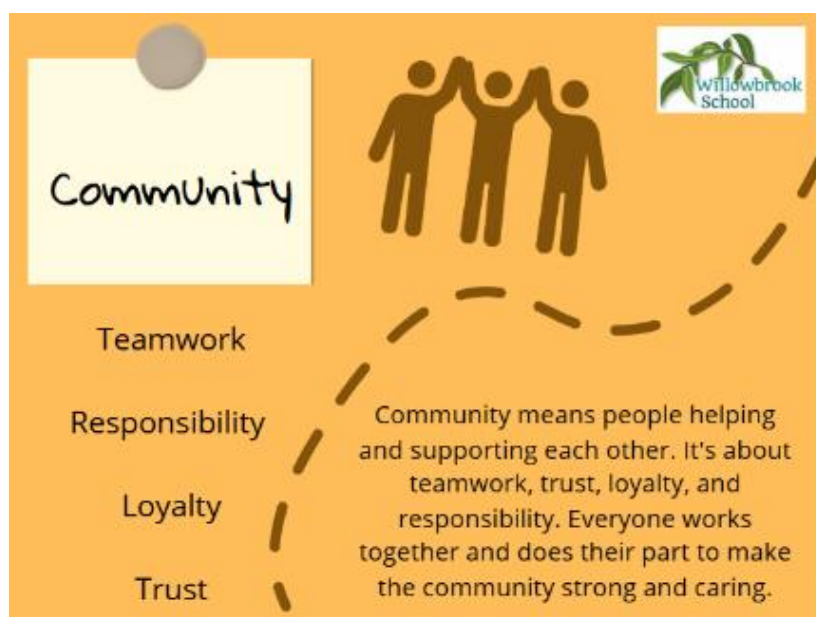 Willowbrook
School
CommUnity
Teamwork
Responsibility
Loyalty
Trust
Community means people helping
and supporting each other. It's about
teamwork, trust, loyalty, and
responsibility. Everyone works
together and does their part to make
the community strong and caring.